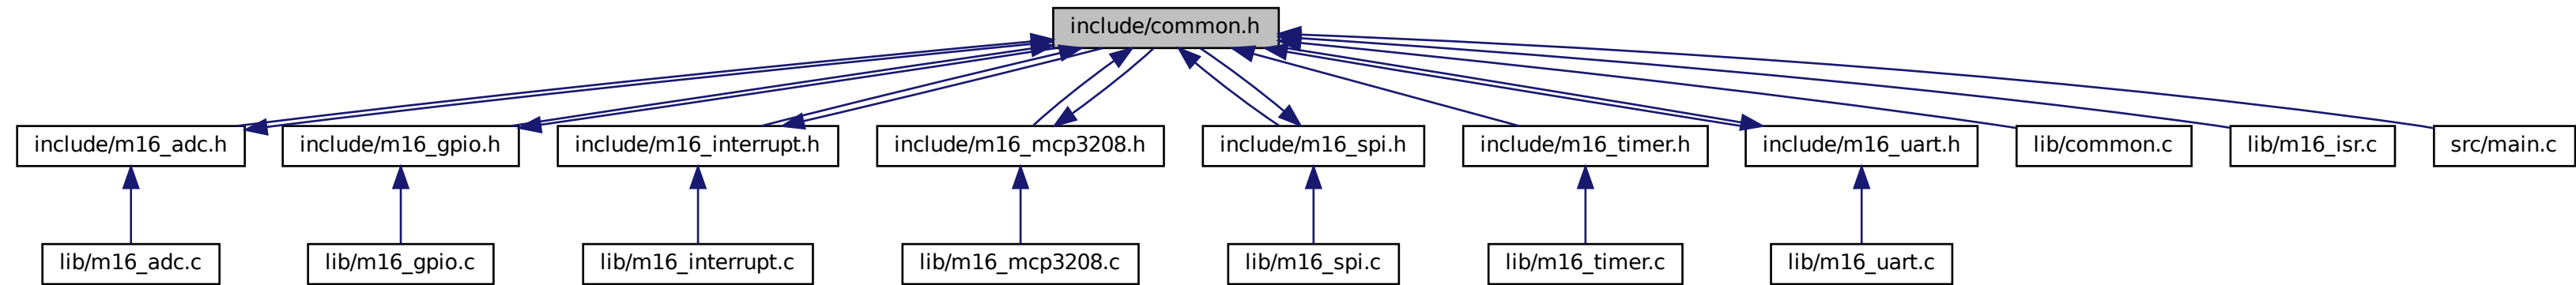 include/common.h
include/m16_adc.h
include/m16_gpio.h
include/m16_interrupt.h
include/m16_mcp3208.h
include/m16_spi.h
include/m16_timer.h
include/m16_uart.h
lib/common.c
lib/m16_isr.c
src/main.c
lib/m16_adc.c
lib/m16_gpio.c
lib/m16_interrupt.c
lib/m16_mcp3208.c
lib/m16_spi.c
lib/m16_timer.c
lib/m16_uart.c